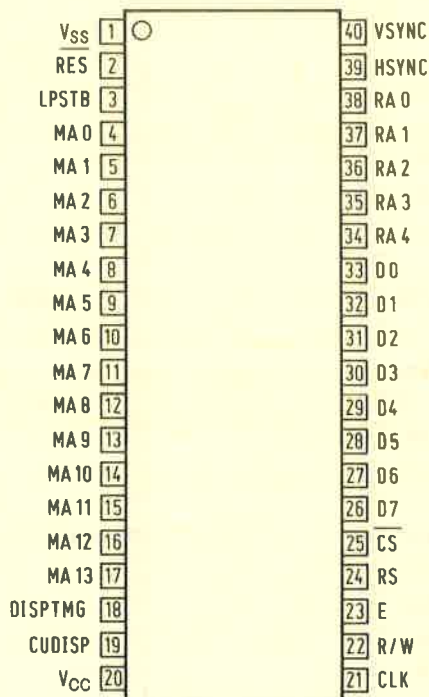 VSS 1 40 VSYNC
RES 2 39 HSYNC
LPSTB 3 38 RA 0
MA 0 4 37 RA 1
MA 1 5 36 RA 2
MA 2 6 35 RA 3
MA 3 7 34 RA 4
MA 4 8 33 D0
MA 5 9 32 D1
MA 6 10 31 D2
MA 7 11 30 D3
MA 8 12 29 D4
MA 9 13 28 D5
MA 10 14 27 D6
MA 11 15 26 D7
MA 12 16 25 CS
MA 13 17 24 RS
DISPTMG 18 23 E
CUDISP 19 22 R/W
VCC 20 21 CLK